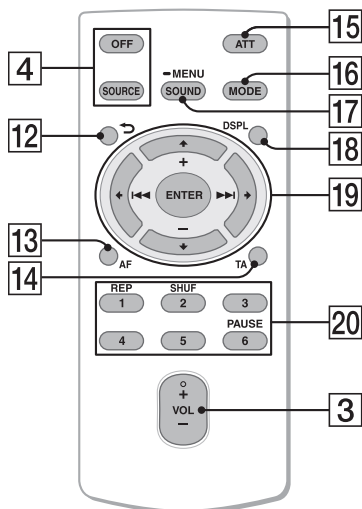 OFF
ATT
15
4
-MENU
16
SOURCE
SOUND
MODE
17
12
DSPL
18
+
ENTER
19
-
13
AF
TA
14
REP
SHUF
1
2
3
PAUSE
20
4
5
6
+
VOL
3
-